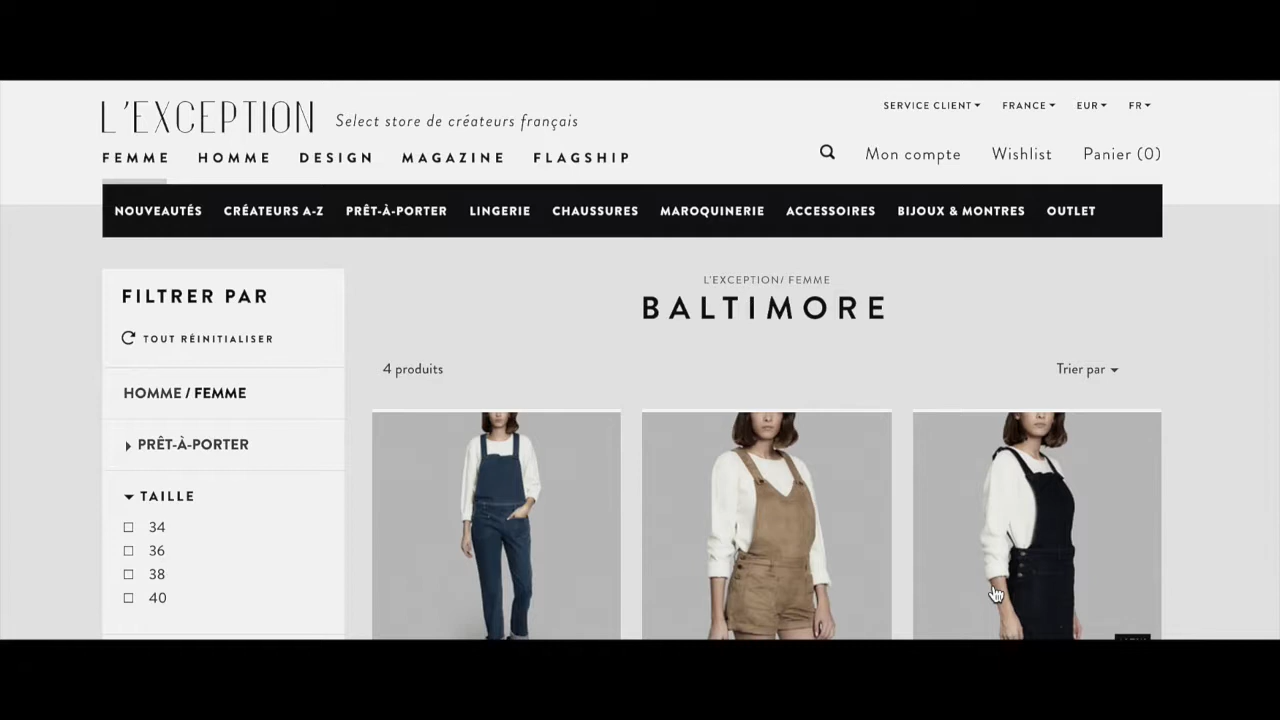 L'EXCEPTION Select store de créateurs français
SERVICE CLIENT FRANCE EUR FR
FEMME HOMME DESIGN MAGAZINE FLAGSHIP
Mon compte Wishlist Panier (0)
NOUVEAUTÉS CRÉATEURS A-Z PRÊT-À-PORTER LINGERIE CHAUSSURES MAROQUINERIE ACCESSOIRES BIJOUX & MONTRES OUTLET
FILTRER PAR
TOUT RÉINITIALISER
HOMME / FEMME
PRÊT-À-PORTER
TAILLE
34
36
38
40
L'EXCEPTION/ FEMME
BALTIMORE
4 produits
Trier par